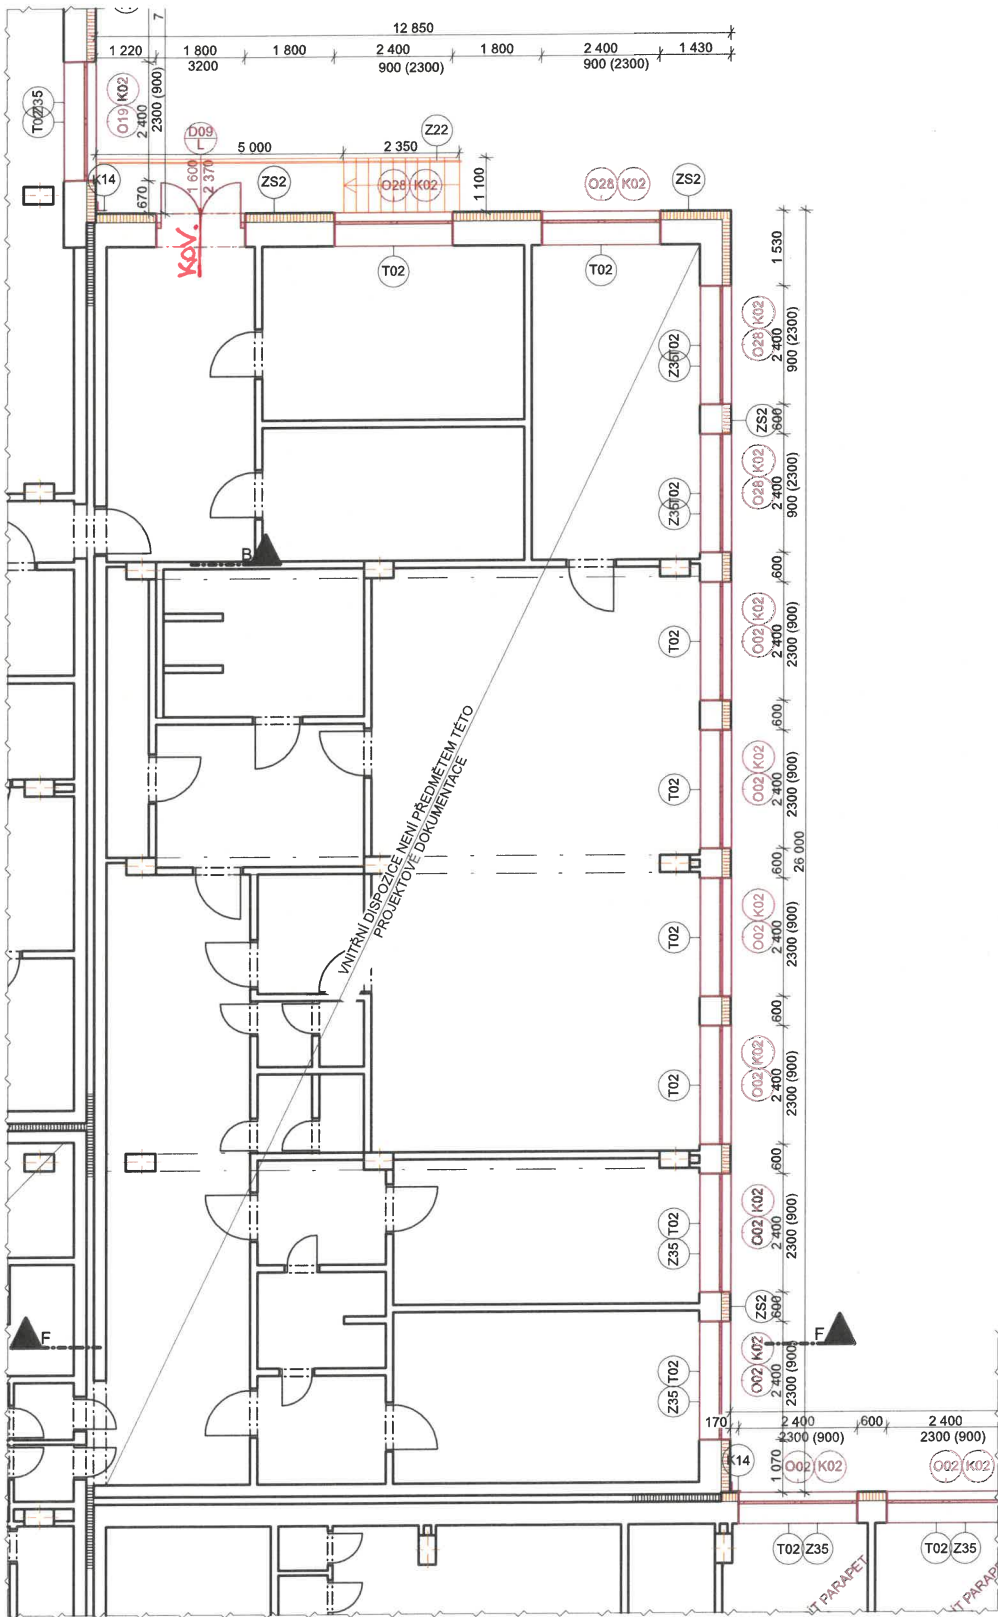 12 850
1 220
1 800
1 800
2 400
1 800
2 400
1 430
3200
900 (2300)
900 (2300)
7
T02
Z35
O19
K02
2 400
2300 (900)
670
K14
D09
L
1 600
2 370
KOV.
5 000
2 350
Z22
1 100
ZS2
O28
K02
O28
K02
ZS2
T02
T02
1 530
Z35
T02
O28
K02
2 400
900 (2300)
600
ZS2
Z35
T02
O28
K02
2 400
900 (2300)
600
B
T02
O02
K02
2 400
2300 (900)
600
T02
O02
K02
2 400
2300 (900)
600
26 000
VNITŘNÍ DISPOZICE NENÍ PŘEDMĚTEM TÉTO
PROJEKTOVÉ DOKUMENTACE
T02
O02
K02
2 400
2300 (900)
600
T02
O02
K02
2 400
2300 (900)
600
Z35
T02
O02
K02
2 400
2300 (900)
600
ZS2
F
F
Z35
T02
O02
K02
2 400
2300 (900)
170
2 400
600
2 400
2300 (900)
2300 (900)
1 070
K14
O02
K02
O02
K02
T02
Z35
T02
Z35
IT PARAPET